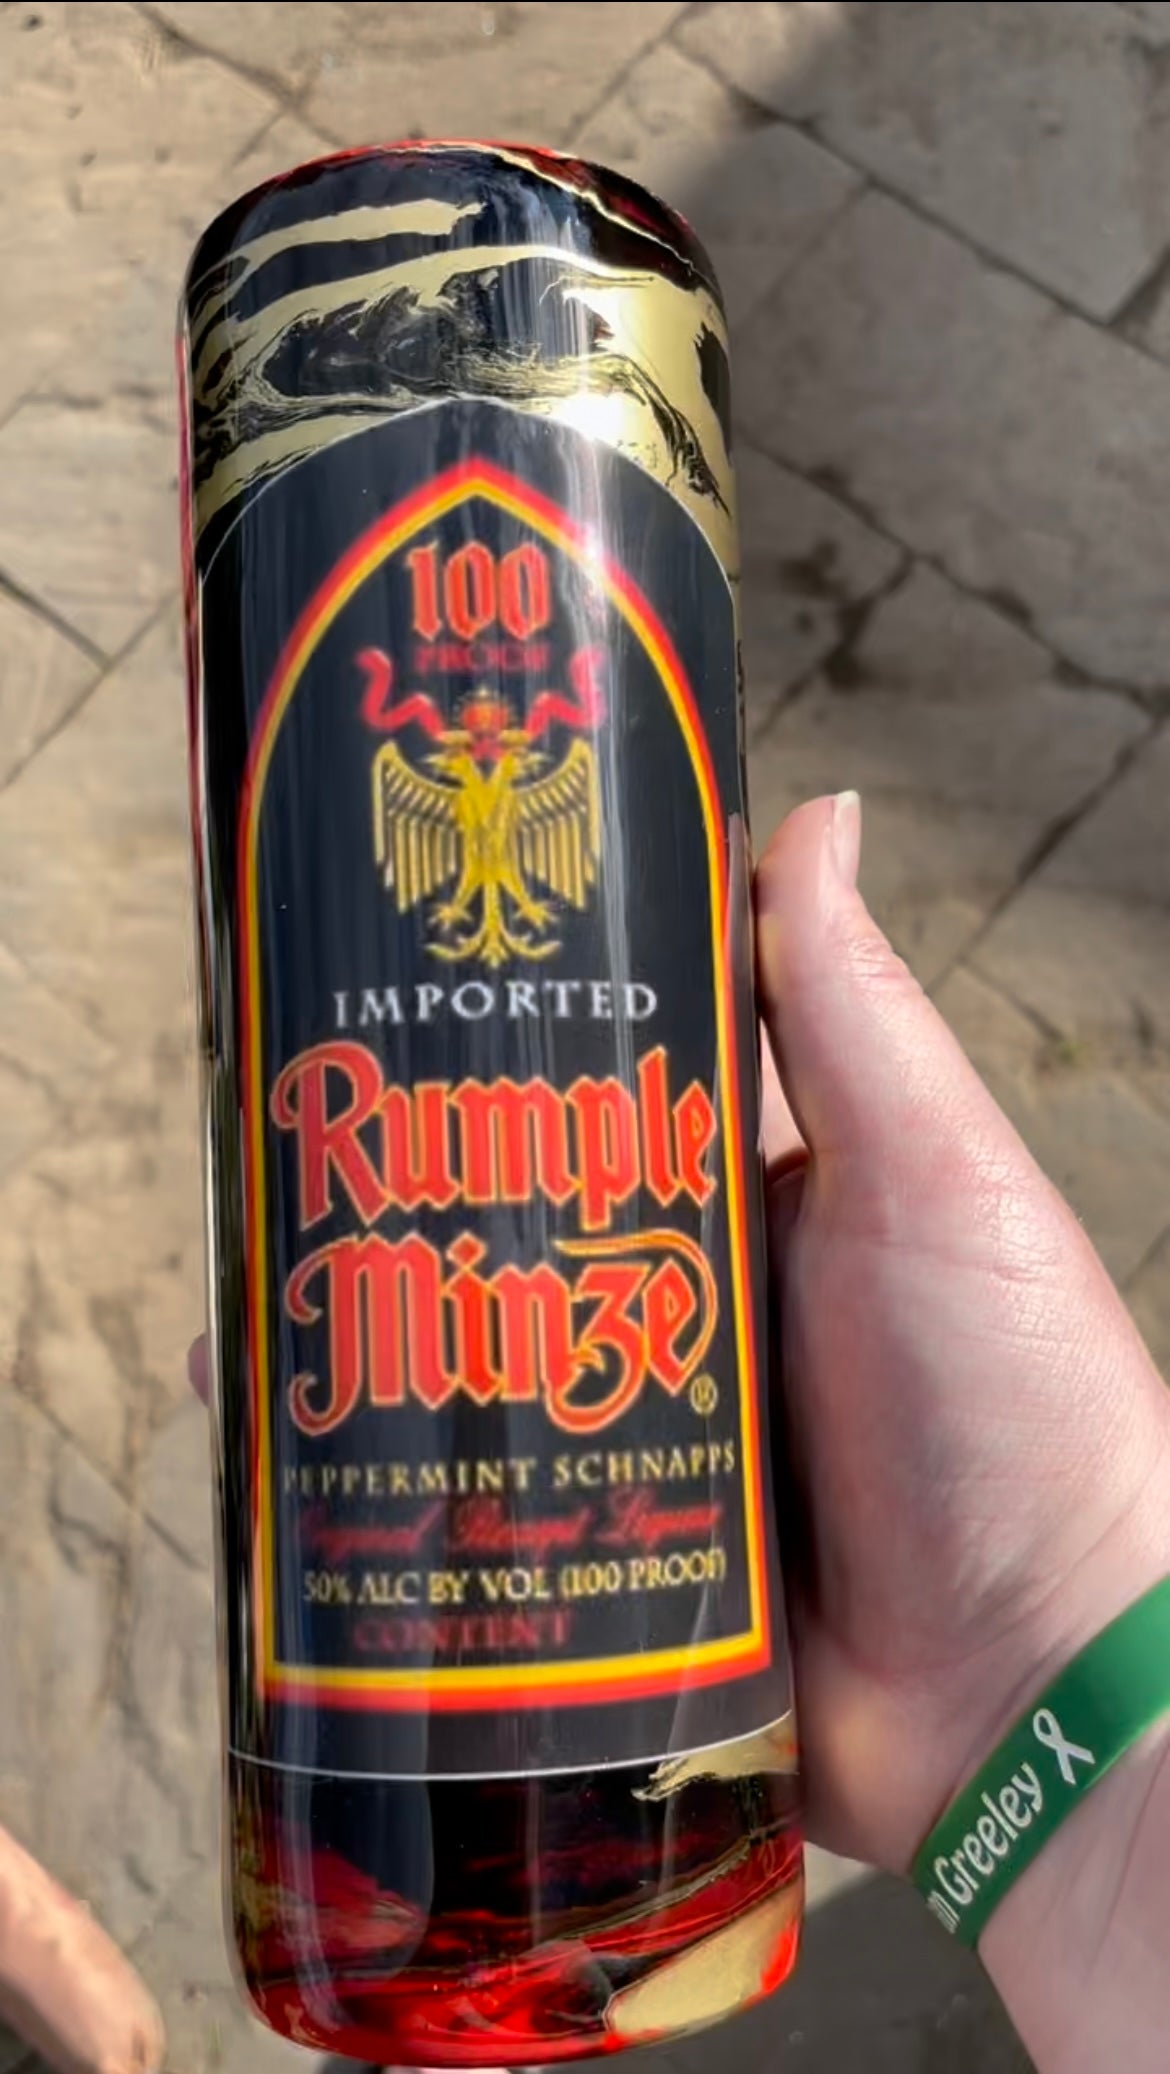 100
PROOF
IMPORTED
Rumple
Minze
®
PEPPERMINT SCHNAPPS
50% ALC BY VOL (100 PROOF)
CONTENT
Greeley